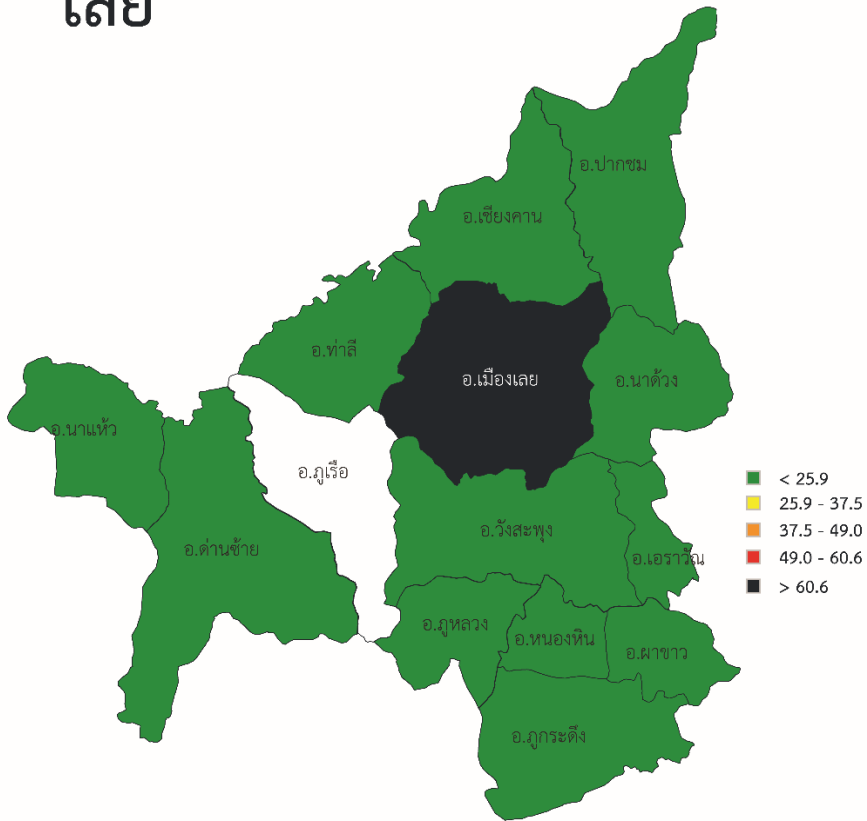 เลย
อ.ปากชม
อ.เชียงคาน
อ.ท่าลี่
อ.เมืองเลย
อ.นาด้วง
อ.นาแห้ว
อ.ภูเรือ
อ.ด่านซ้าย
อ.วังสะพุง
อ.เอราวัณ
อ.ภูหลวง
อ.หนองหิน
อ.ผาขาว
อ.ภูกระดึง
< 25.9
25.9 - 37.5
37.5 - 49.0
49.0 - 60.6
> 60.6